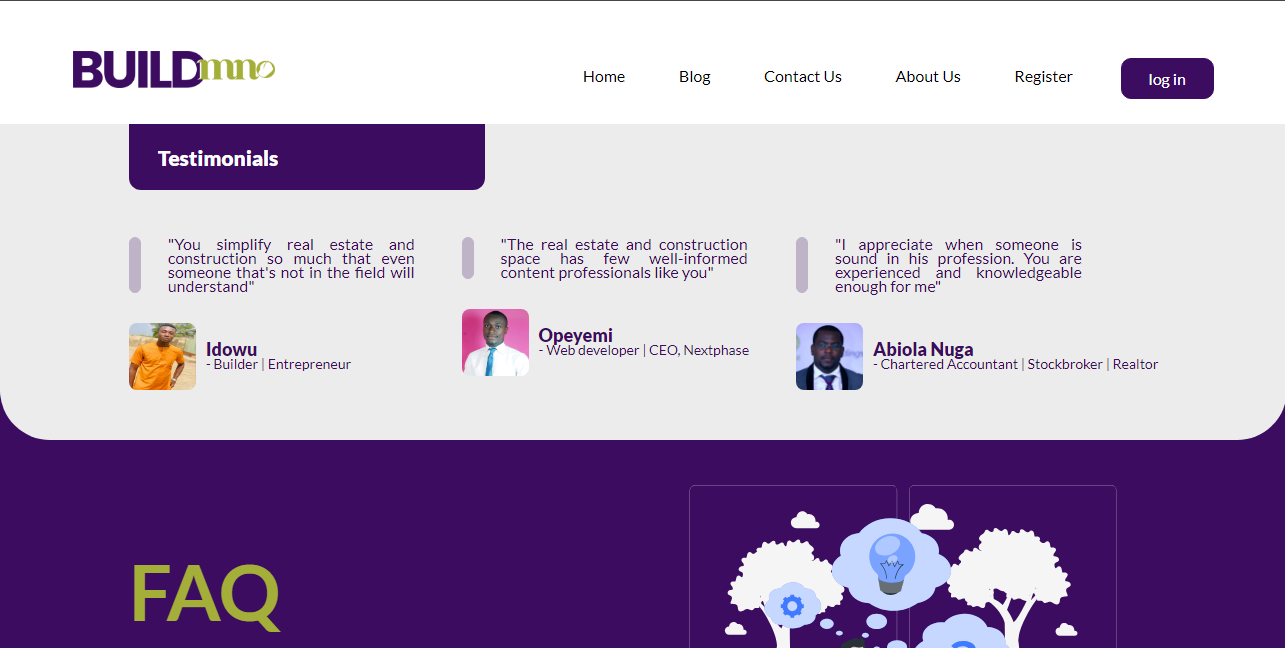 BUILDmno
Home
Blog
Contact Us
About Us
Register
log in
Testimonials
"You simplify real estate and
construction so much that even
someone that's not in the field will
understand"
Idowu
- Builder | Entrepreneur
"The real estate and construction
space has few well-informed
content professionals like you"
Opeyemi
- Web developer | CEO, Nextphase
"I appreciate when someone is
sound in his profession. You are
experienced and knowledgeable
enough for me"
Abiola Nuga
- Chartered Accountant | Stockbroker | Realtor
FAQ